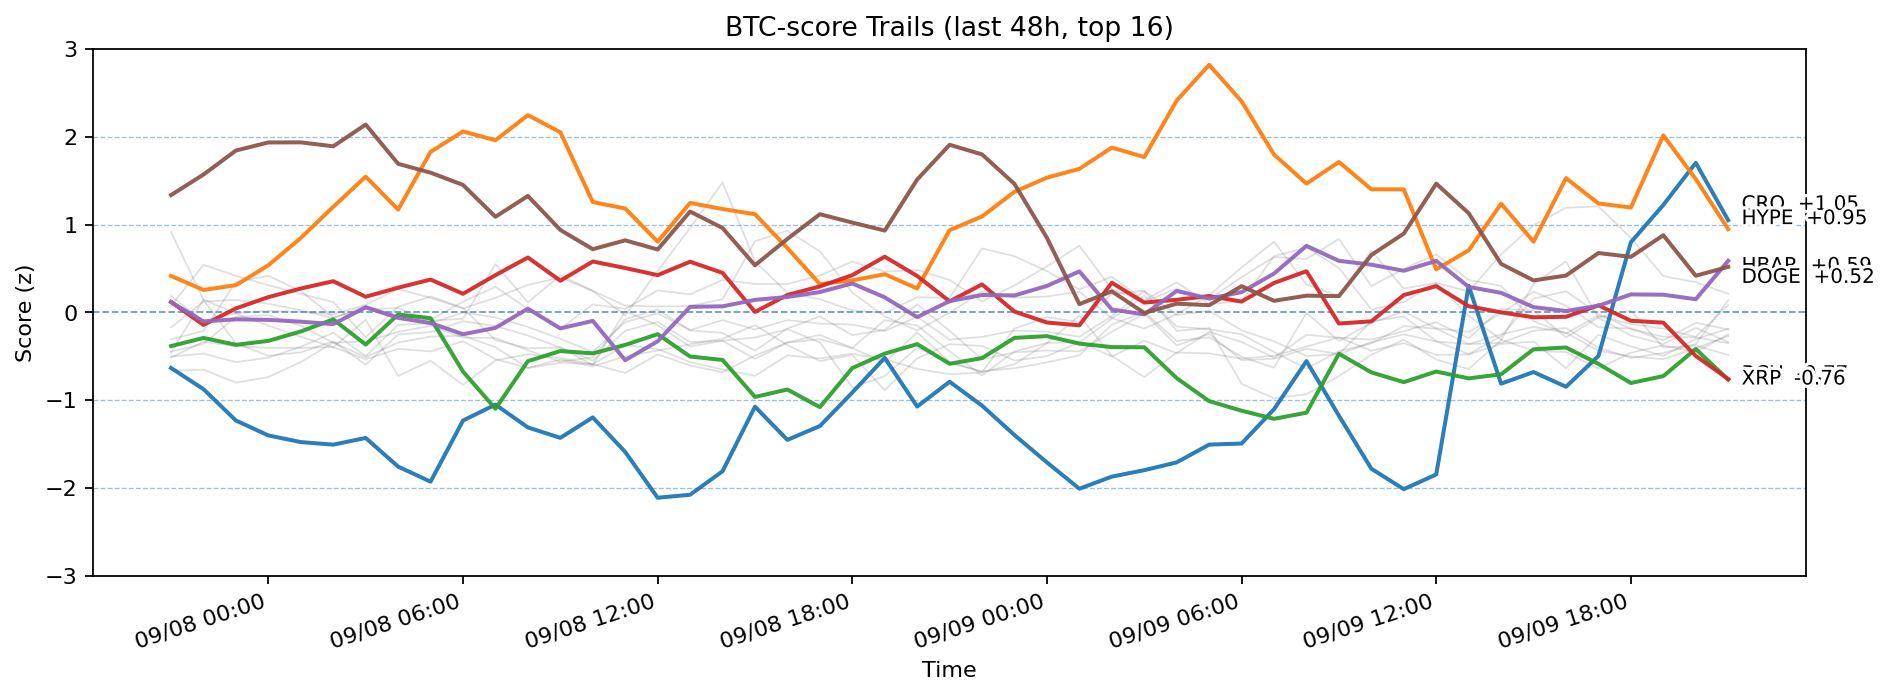 BTC-score Trails (last 48h, top 16)
Score (z)
3
2
1
0
−1
−2
−3
CRO +1.05
HYPE +0.95
HBAR +0.59
DOGE +0.52
XRP -0.76
09/08 00:00
09/08 06:00
09/08 12:00
09/08 18:00
09/09 00:00
09/09 06:00
09/09 12:00
09/09 18:00
Time